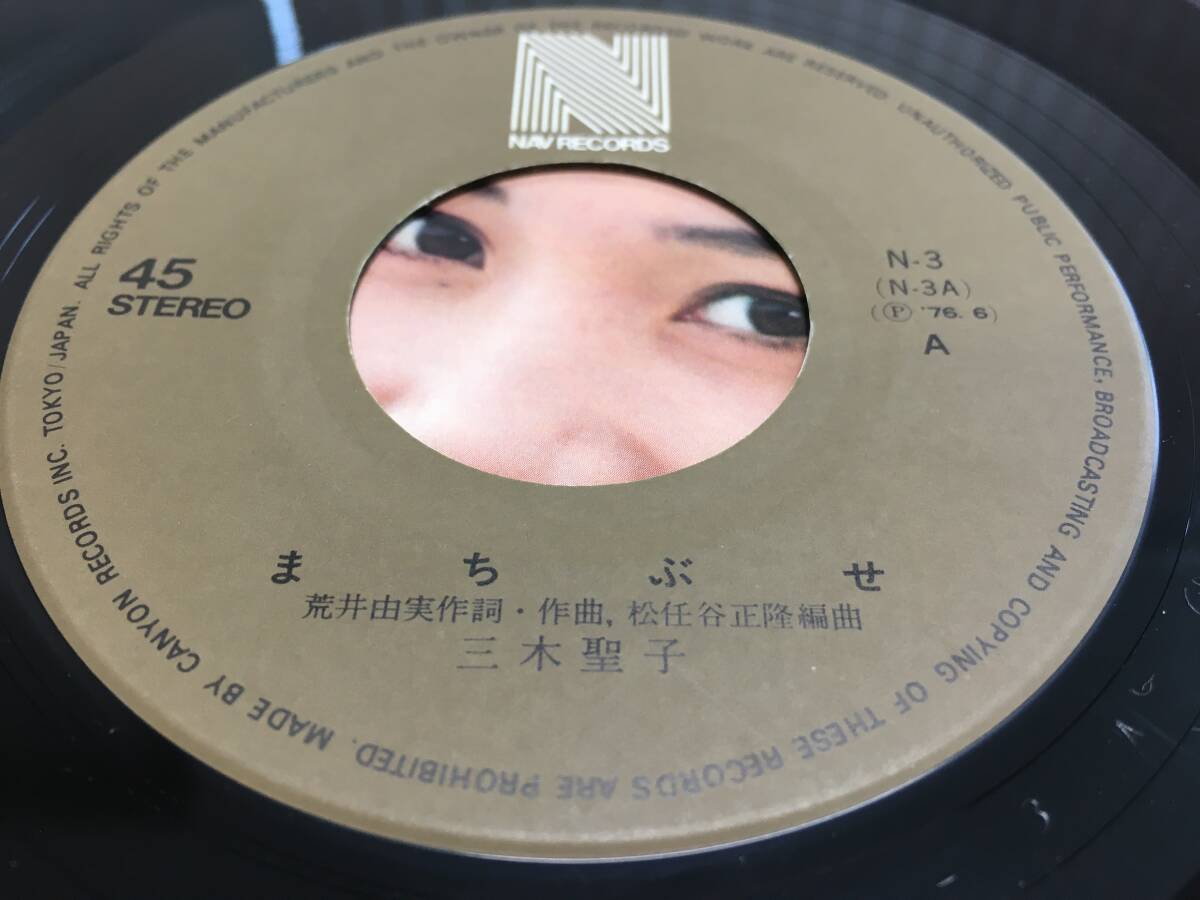 NAV RECORDS
45
STEREO
N-3
(N-3A)
(Ⓟ '76. 6)
A
まちぶせ
荒井由実作詞・作曲, 松任谷正隆編曲
三木聖子
MADE BY CANYON RECORDS INC. TOKYO/JAPAN. ALL RIGHTS OF THE MANUFACTURERS AND THE OWNER OF THE RECORDED WORK ARE RESERVED. UNAUTHORIZED PUBLIC PERFORMANCE, BROADCASTING AND COPYING OF THESE RECORDS ARE PROHIBITED.